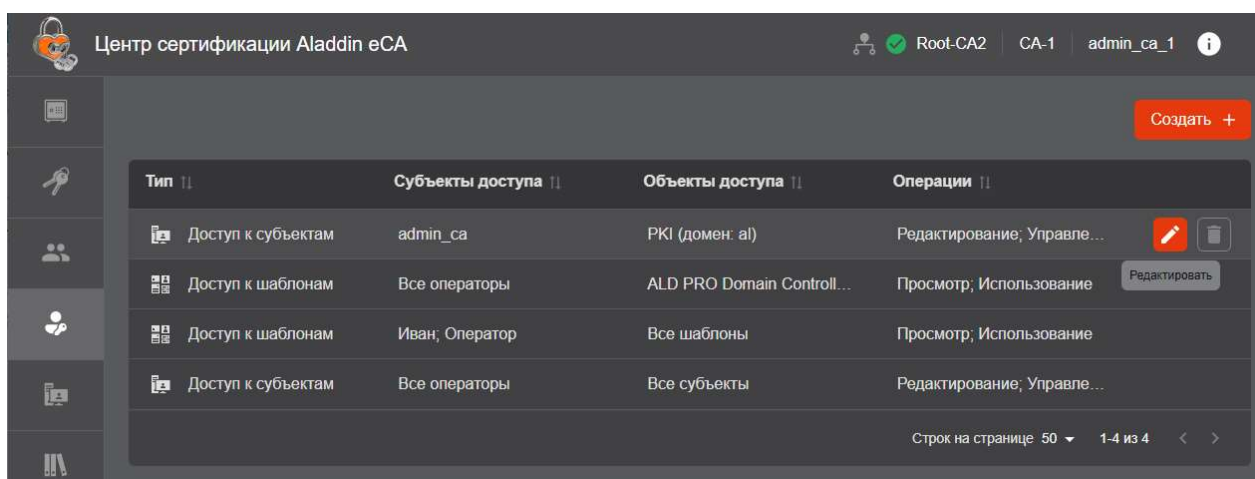 Центр сертификации Aladdin eCA Root-CA2 CA-1 admin_ca_1
Создать +
Тип Субъекты доступа Объекты доступа Операции
Доступ к субъектам admin_ca PKI (домен: al) Редактирование; Управле...
Редактировать
Доступ к шаблонам Все операторы ALD PRO Domain Controll... Просмотр; Использование
Доступ к шаблонам Иван; Оператор Все шаблоны Просмотр; Использование
Доступ к субъектам Все операторы Все субъекты Редактирование; Управле...
Строк на странице 50 1-4 из 4